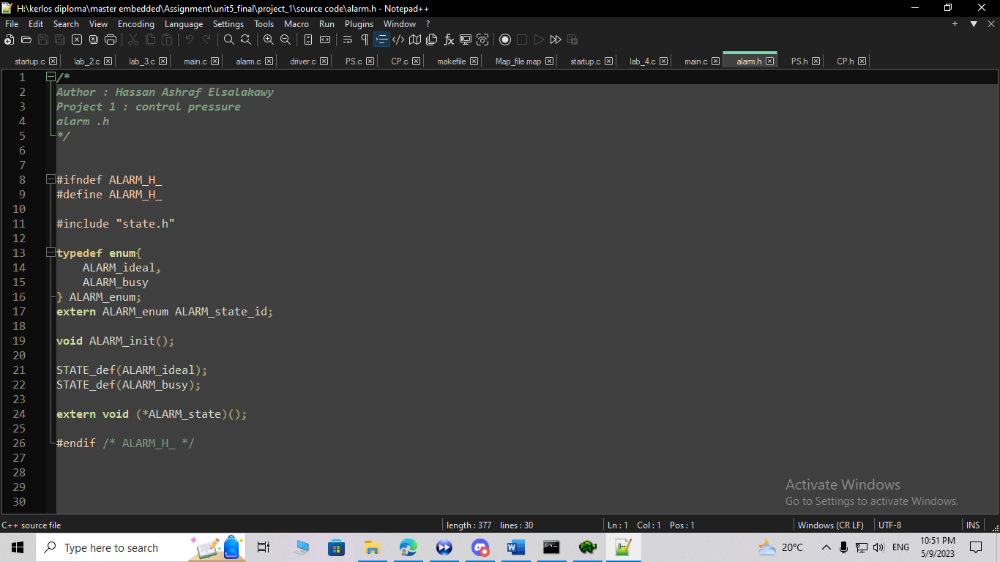 H:\kerlos diploma\master embedded\Assignment\unit5_final\project_1\source code\alarm.h - Notepad++
File Edit Search View Encoding Language Settings Tools Macro Run Plugins Window ?
startup.c lab_2.c lab_3.c main.c alarm.c driver.c PS.c CP.c makefile Map_file.map startup.c lab_4.c main.c alarm.h PS.h CP.h
1 /*
2 Author : Hassan Ashraf Elsalakawy
3 Project 1 : control pressure
4 alarm .h
5 */
6
7
8 #ifndef ALARM_H_
9 #define ALARM_H_
10
11 #include "state.h"
12
13 typedef enum{
14 ALARM_ideal,
15 ALARM_busy
16 } ALARM_enum;
17 extern ALARM_enum ALARM_state_id;
18
19 void ALARM_init();
20
21 STATE_def(ALARM_ideal);
22 STATE_def(ALARM_busy);
23
24 extern void (*ALARM_state)();
25
26 #endif /* ALARM_H_ */
27
28
29
30
Activate Windows
Go to Settings to activate Windows.
C++ source file length : 377 lines : 30 Ln : 1 Col : 1 Pos : 1 Windows (CR LF) UTF-8 INS
Type here to search 20°C ENG 10:51 PM
5/9/2023